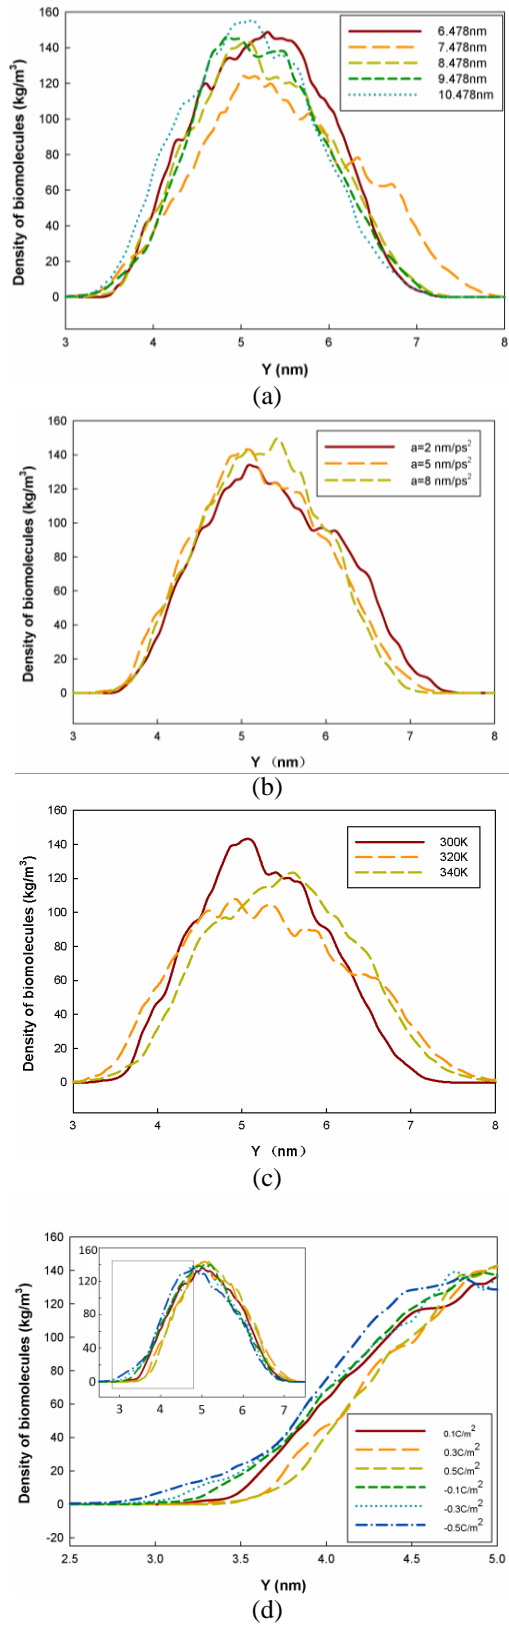 160
140
120
100
80
60
40
20
0
Density of biomolecules (kg/m³)
6.478nm
7.478nm
8.478nm
9.478nm
10.478nm
3 4 5 6 7 8
Y (nm)
(a)
160
140
120
100
80
60
40
20
0
Density of biomolecules (kg/m³)
a=2 nm/ps²
a=5 nm/ps²
a=8 nm/ps²
3 4 5 6 7 8
Y （nm）
(b)
160
140
120
100
80
60
40
20
0
Density of biomolecules (kg/m³)
300K
320K
340K
3 4 5 6 7 8
Y （nm）
(c)
160
140
120
100
80
60
40
20
0
-20
Density of biomolecules (kg/m³)
160
120
80
40
0
3 4 5 6 7
0.1C/m²
0.3C/m²
0.5C/m²
-0.1C/m²
-0.3C/m²
-0.5C/m²
2.5 3.0 3.5 4.0 4.5 5.0
Y (nm)
(d)